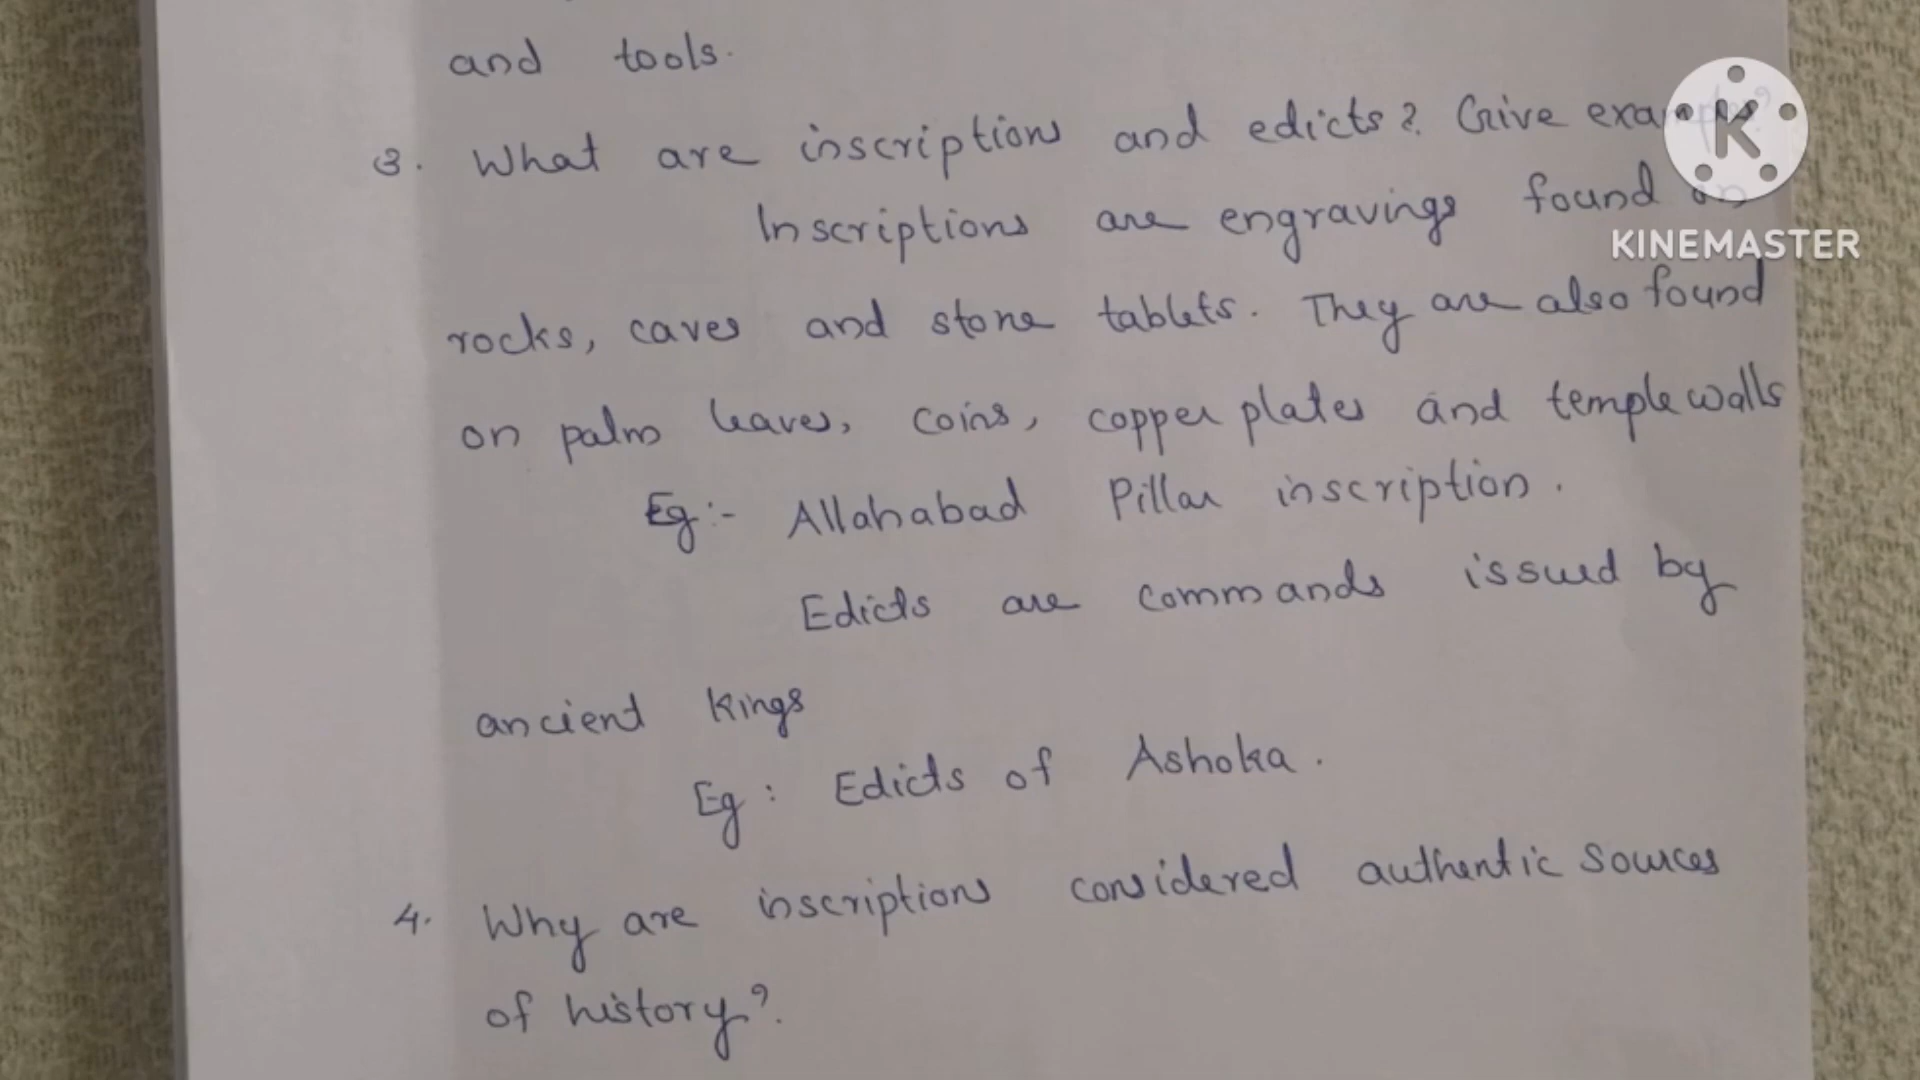 and tools.
3. What are inscriptions and edicts? Give
Inscriptions are engravings found
rocks, caves and stone tablets. They are also found
on palm leaves, coins, copper plates and temple walls
Eg:- Allahabad Pillar inscription.
Edicts are commands issued by
ancient Kings
Eg: Edicts of Ashoka.
4. Why are inscriptions considered authentic sources
of history?
K
KINEMASTER